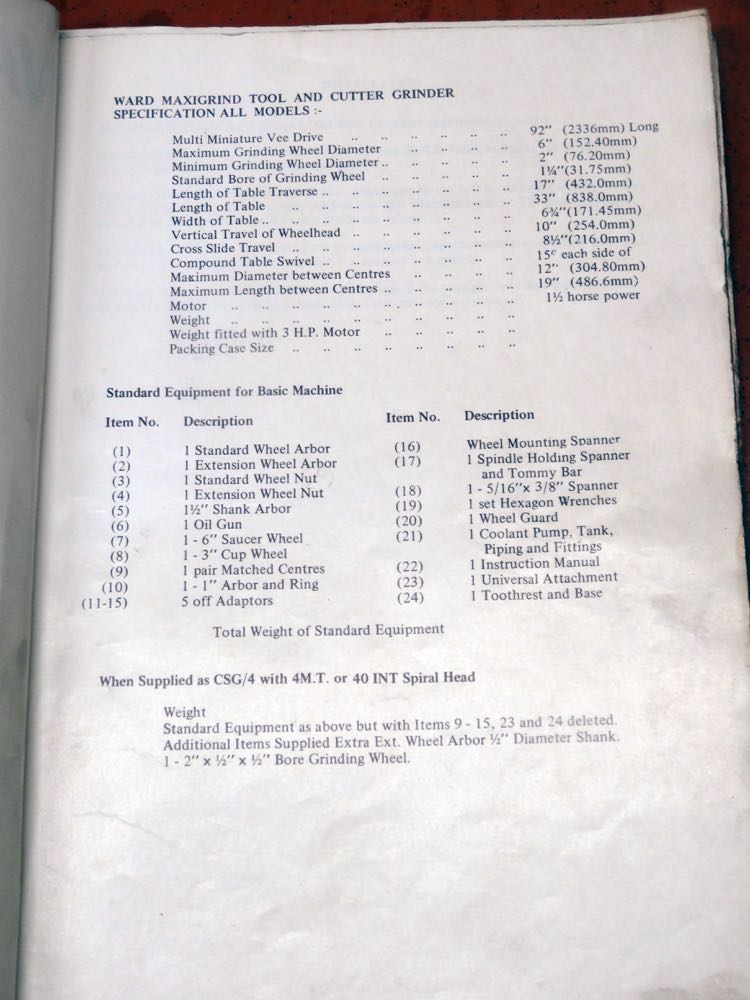 WARD MAXIGRIND TOOL AND CUTTER GRINDER
SPECIFICATION ALL MODELS :-
Multi Miniature Vee Drive .. .. .. .. .. .. 92" (2336mm) Long
Maximum Grinding Wheel Diameter .. .. .. .. .. 6" (152.40mm)
Minimum Grinding Wheel Diameter .. .. .. .. .. 2" (76.20mm)
Standard Bore of Grinding Wheel .. .. .. .. .. 1¼"(31.75mm)
Length of Table Traverse .. .. .. .. .. .. .. 17" (432.0mm)
Length of Table .. .. .. .. .. .. .. .. 33" (838.0mm)
Width of Table .. .. .. .. .. .. .. .. 6¾"(171.45mm)
Vertical Travel of Wheelhead .. .. .. .. .. .. 10" (254.0mm)
Cross Slide Travel .. .. .. .. .. .. .. 8½"(216.0mm)
Compound Table Swivel .. .. .. .. .. .. .. 15° each side of
Maximum Diameter between Centres .. .. .. .. 12" (304.80mm)
Maximum Length between Centres .. .. .. .. .. 19" (486.6mm)
Motor .. .. .. .. .. .. .. .. .. 1½ horse power
Weight .. .. .. .. .. .. .. .. ..
Weight fitted with 3 H.P. Motor .. .. .. ..
Packing Case Size .. .. .. .. .. .. ..
Standard Equipment for Basic Machine
Item No. Description
(1) 1 Standard Wheel Arbor
(2) 1 Extension Wheel Arbor
(3) 1 Standard Wheel Nut
(4) 1 Extension Wheel Nut
(5) 1½" Shank Arbor
(6) 1 Oil Gun
(7) 1 - 6" Saucer Wheel
(8) 1 - 3" Cup Wheel
(9) 1 pair Matched Centres
(10) 1 - 1" Arbor and Ring
(11-15) 5 off Adaptors
Item No. Description
(16) Wheel Mounting Spanner
(17) 1 Spindle Holding Spanner
and Tommy Bar
(18) 1 - 5/16"x 3/8" Spanner
(19) 1 set Hexagon Wrenches
(20) 1 Wheel Guard
(21) 1 Coolant Pump, Tank,
Piping and Fittings
(22) 1 Instruction Manual
(23) 1 Universal Attachment
(24) 1 Toothrest and Base
Total Weight of Standard Equipment
When Supplied as CSG/4 with 4M.T. or 40 INT Spiral Head
Weight
Standard Equipment as above but with Items 9 - 15, 23 and 24 deleted.
Additional Items Supplied Extra Ext. Wheel Arbor ½" Diameter Shank.
1 - 2" x ½" x ½" Bore Grinding Wheel.